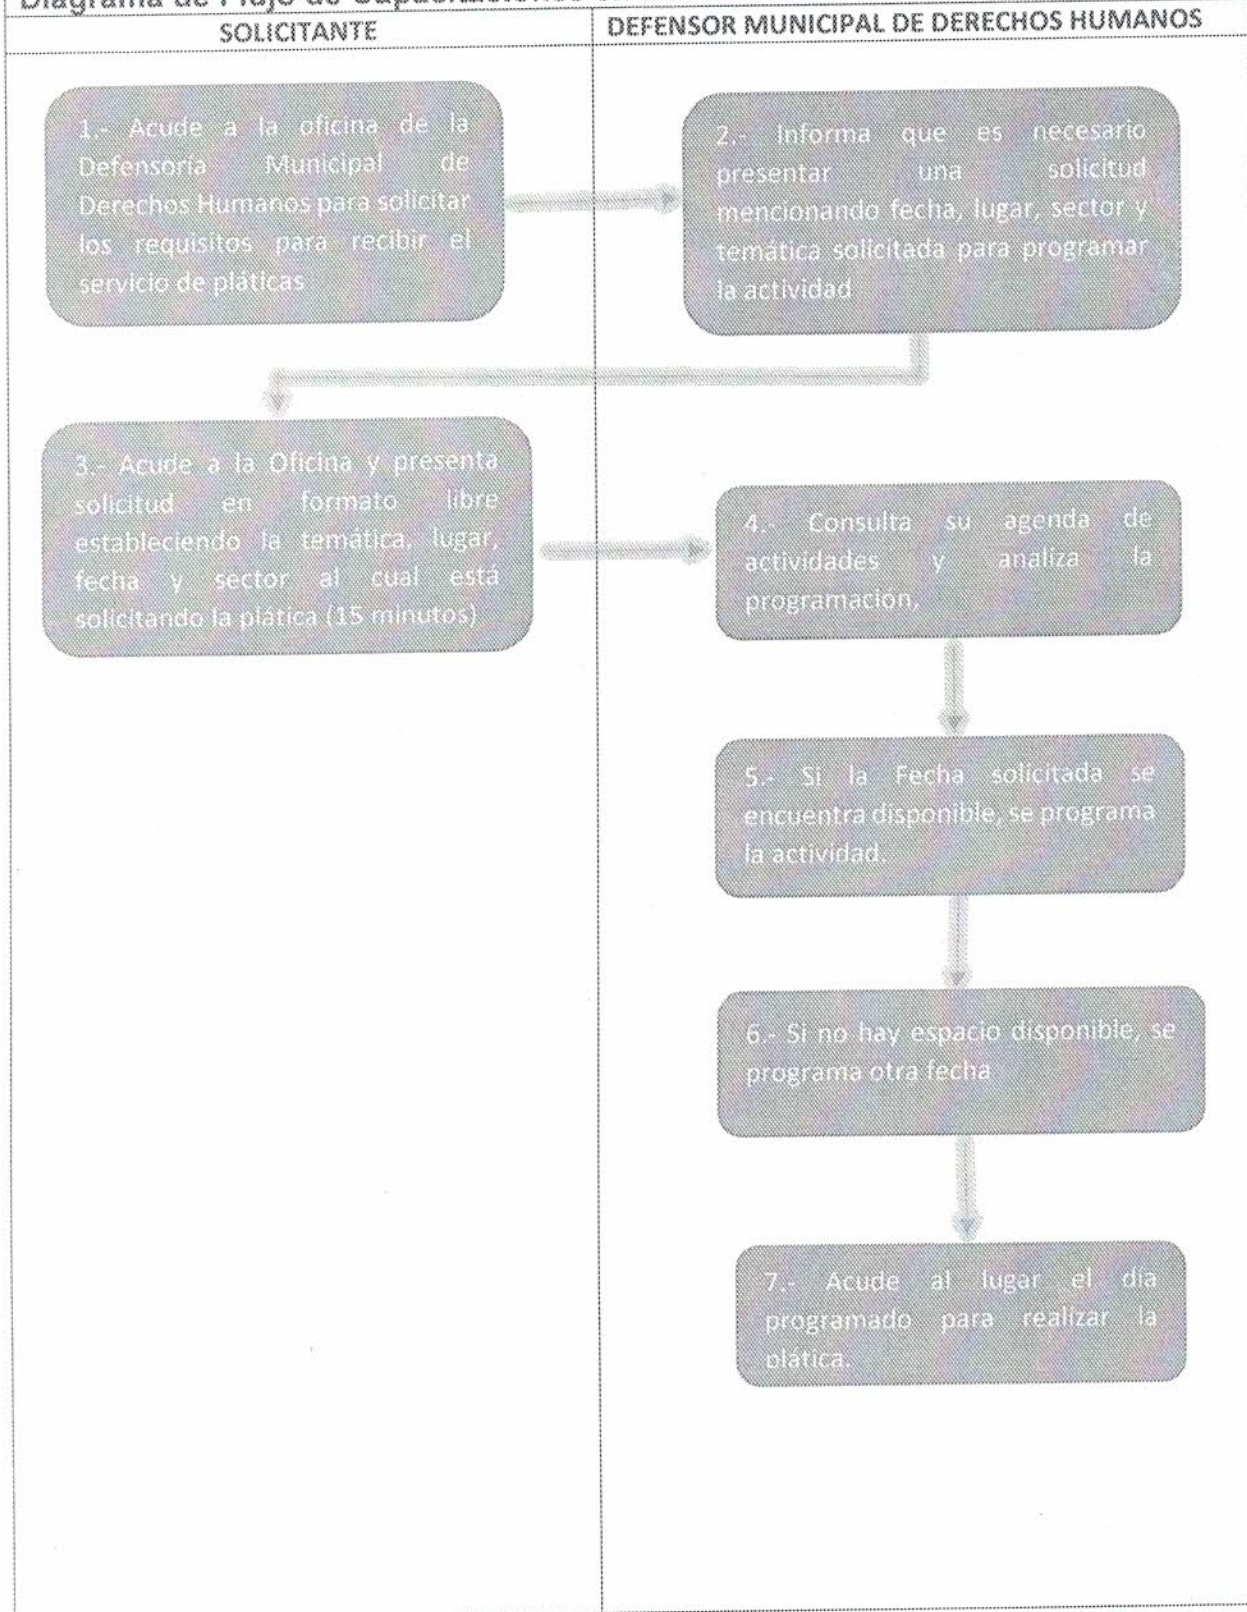 Diagrama de Flujo de Capacitaciones en
SOLICITANTE
DEFENSOR MUNICIPAL DE DERECHOS HUMANOS
1.- Acude a la oficina de la
Defensoría Municipal de
Derechos Humanos para solicitar
los requisitos para recibir el
servicio de pláticas
2.- Informa que es necesario
presentar una solicitud
mencionando fecha, lugar, sector y
temática solicitada para programar
la actividad
3.- Acude a la Oficina y presenta
solicitud en formato libre
estableciendo la temática, lugar,
fecha y sector al cual está
solicitando la plática (15 minutos)
4.- Consulta su agenda de
actividades y analiza la
programación,
5.- Si la Fecha solicitada se
encuentra disponible, se programa
la actividad.
6.- Si no hay espacio disponible, se
programa otra fecha
7.- Acude al lugar el día
programado para realizar la
plática.